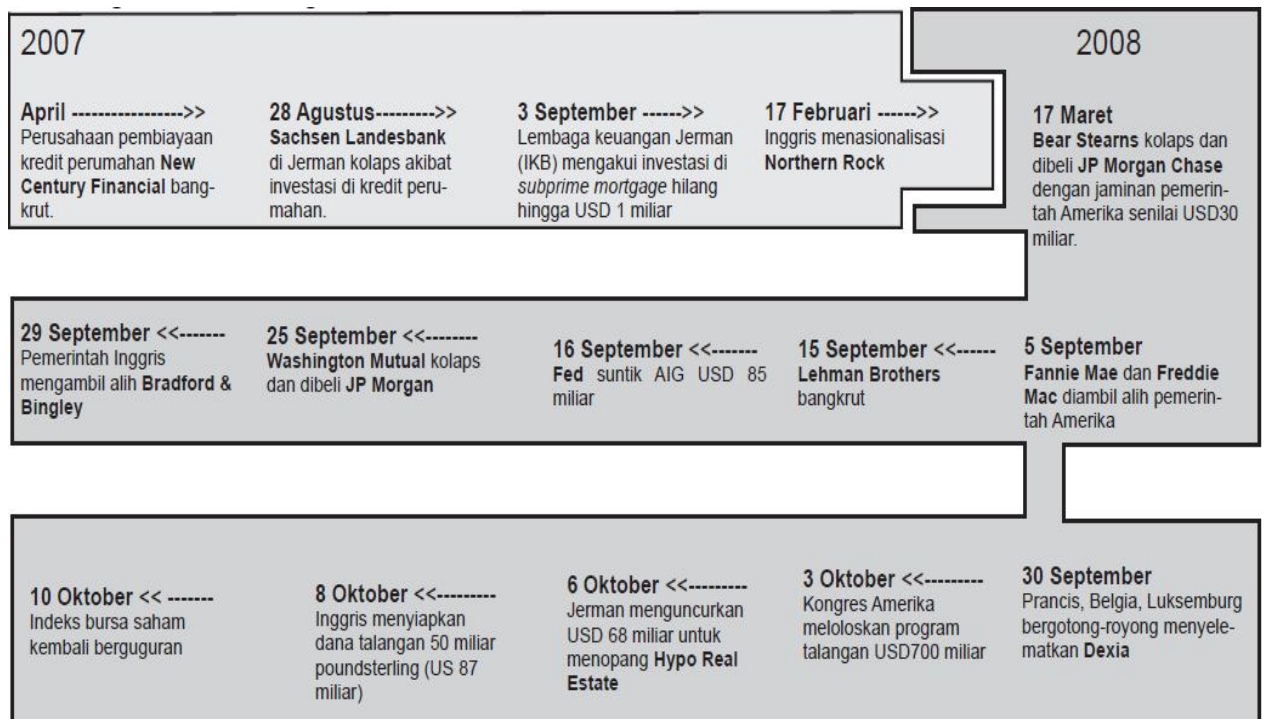 2007
2008
April ----------------->>
Perusahaan pembiayaan
kredit perumahan New
Century Financial bang-
krut.
28 Agustus--------->>
Sachsen Landesbank
di Jerman kolaps akibat
investasi di kredit peru-
mahan.
3 September ------>>
Lembaga keuangan Jerman
(IKB) mengakui investasi di
subprime mortgage hilang
hingga USD 1 miliar
17 Februari ------>>
Inggris menasionalisasi
Northern Rock
17 Maret
Bear Stearns kolaps dan
dibeli JP Morgan Chase
dengan jaminan pemerin-
tah Amerika senilai USD30
miliar.
29 September <<-------
Pemerintah Inggris
mengambil alih Bradford &
Bingley
25 September <<--------
Washington Mutual kolaps
dan dibeli JP Morgan
16 September <<-------
Fed suntik AIG USD 85
miliar
15 September <<------
Lehman Brothers
bangkrut
5 September
Fannie Mae dan Freddie
Mac diambil alih pemerin-
tah Amerika
10 Oktober << -------
Indeks bursa saham
kembali berguguran
8 Oktober <<---------
Inggris menyiapkan
dana talangan 50 miliar
poundsterling (US 87
miliar)
6 Oktober <<---------
Jerman menguncurkan
USD 68 miliar untuk
menopang Hypo Real
Estate
3 Oktober <<---------
Kongres Amerika
meloloskan program
talangan USD700 miliar
30 September
Prancis, Belgia, Luksemburg
bergotong-royong menyele-
matkan Dexia